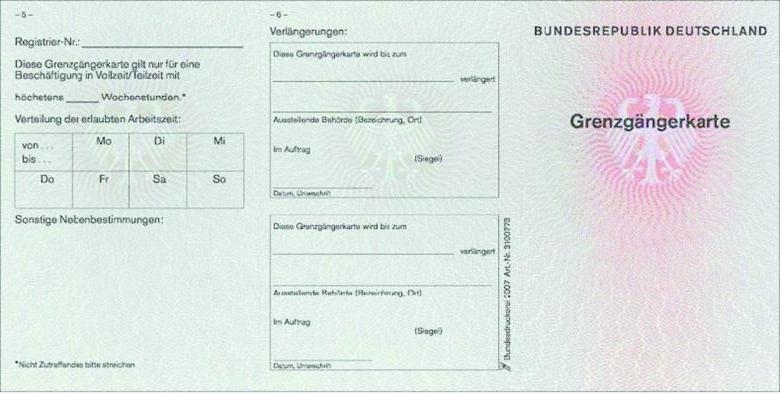 – 5 –
Registrier-Nr.:
Diese Grenzgängerkarte gilt nur für eine
Beschäftigung in Vollzeit/Teilzeit mit
höchstens ______ Wochenstunden.*
Verteilung der erlaubten Arbeitszeit:
von . . .
bis . . .
Mo Di Mi
Do Fr Sa So
Sonstige Nebenbestimmungen:
*Nicht Zutreffendes bitte streichen
– 6 –
Verlängerungen:
Diese Grenzgängerkarte wird bis zum
verlängert
Ausstellende Behörde (Bezeichnung, Ort)
Im Auftrag
(Siegel)
Datum, Unterschrift
Diese Grenzgängerkarte wird bis zum
verlängert
Ausstellende Behörde (Bezeichnung, Ort)
Im Auftrag
(Siegel)
Datum, Unterschrift
Bundesdruckerei 2007 Art.-Nr. 3100773
BUNDESREPUBLIK DEUTSCHLAND
Grenzgängerkarte